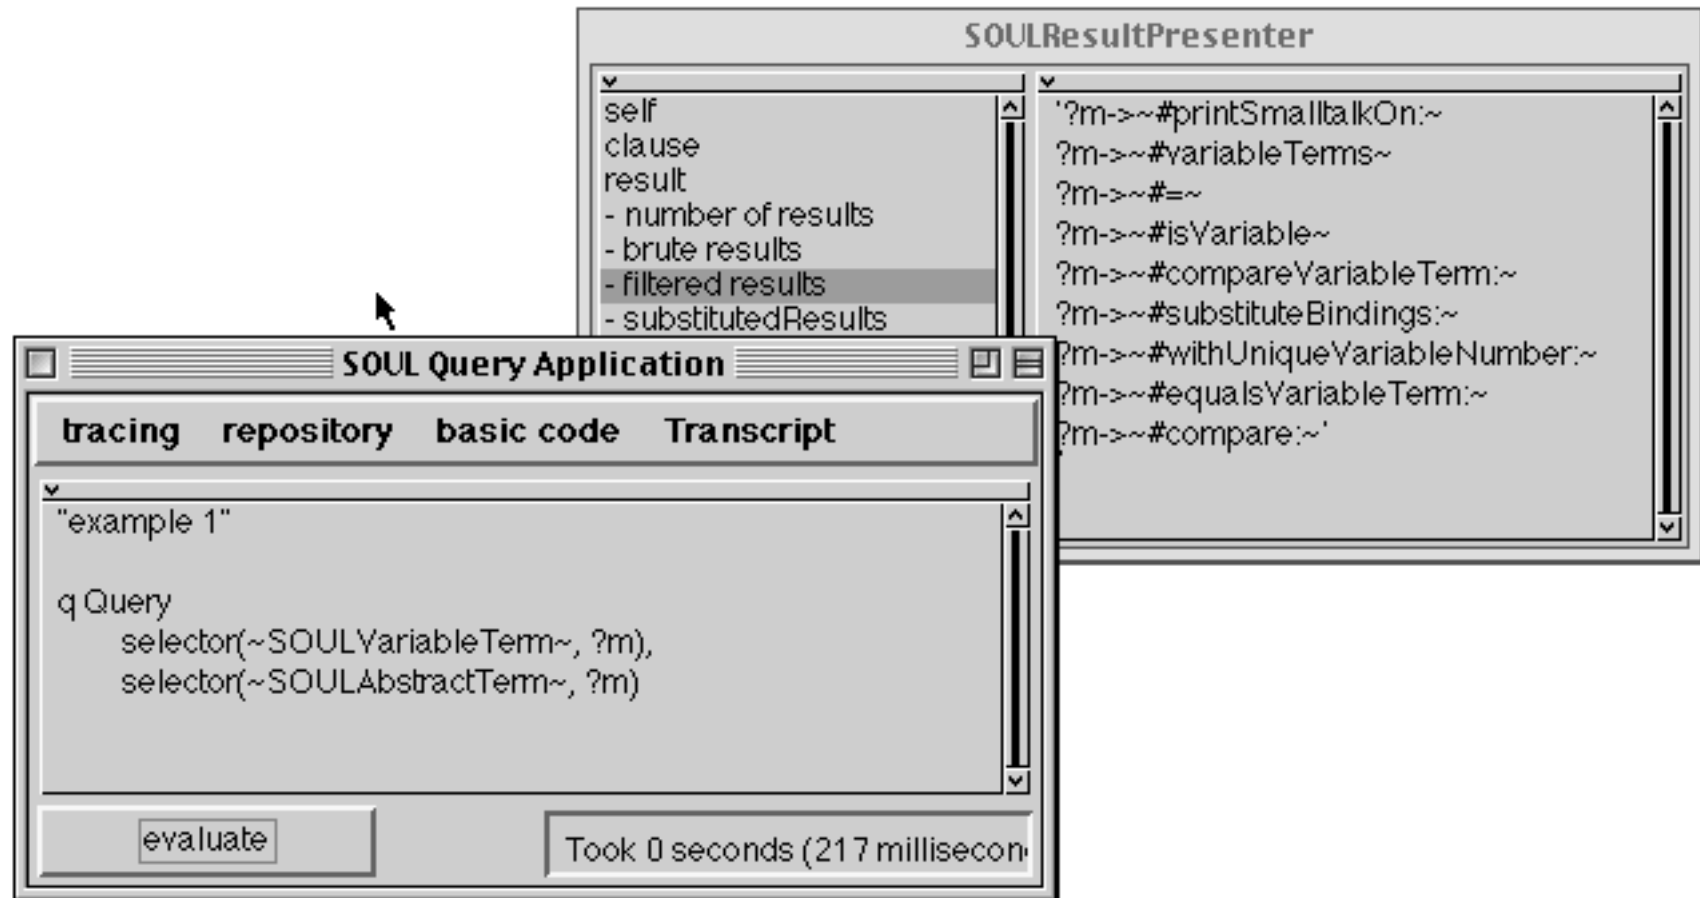 SOULResultPresenter
self
clause
result
- number of results
- brute results
- filtered results
- substitutedResults
'?m->~#printSmalltalkOn:~
?m->~#variableTerms~
?m->~#=~
?m->~#isVariable~
?m->~#compareVariableTerm:~
?m->~#substituteBindings:~
?m->~#withUniqueVariableNumber:~
?m->~#equalsVariableTerm:~
?m->~#compare:~'
SOUL Query Application
tracing repository basic code Transcript
"example 1"
q Query
selector(~SOULVariableTerm~, ?m),
selector(~SOULAbstractTerm~, ?m)
evaluate
Took 0 seconds (217 millisecon